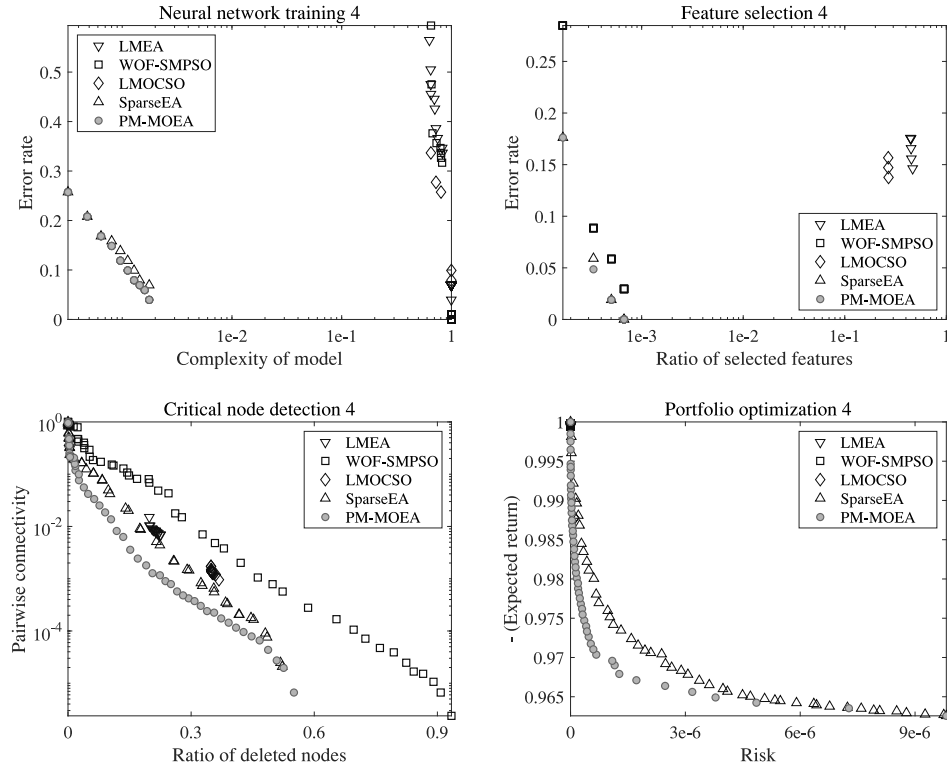 Neural network training 4
0.5
0.4
0.3
0.2
0.1
0
Error rate
LMEA
WOF-SMPSO
LMOCSO
SparseEA
PM-MOEA
1e-2
1e-1
1
Complexity of model
Feature selection 4
0.25
0.2
0.15
0.1
0.05
0
Error rate
LMEA
WOF-SMPSO
LMOCSO
SparseEA
PM-MOEA
1e-3
1e-2
1e-1
1
Ratio of selected features
Critical node detection 4
10^0
10^-2
10^-4
Pairwise connectivity
LMEA
WOF-SMPSO
LMOCSO
SparseEA
PM-MOEA
0
0.3
0.6
0.9
Ratio of deleted nodes
Portfolio optimization 4
1
0.995
0.99
0.985
0.98
0.975
0.97
0.965
- (Expected return)
LMEA
WOF-SMPSO
LMOCSO
SparseEA
PM-MOEA
0
3e-6
6e-6
9e-6
Risk